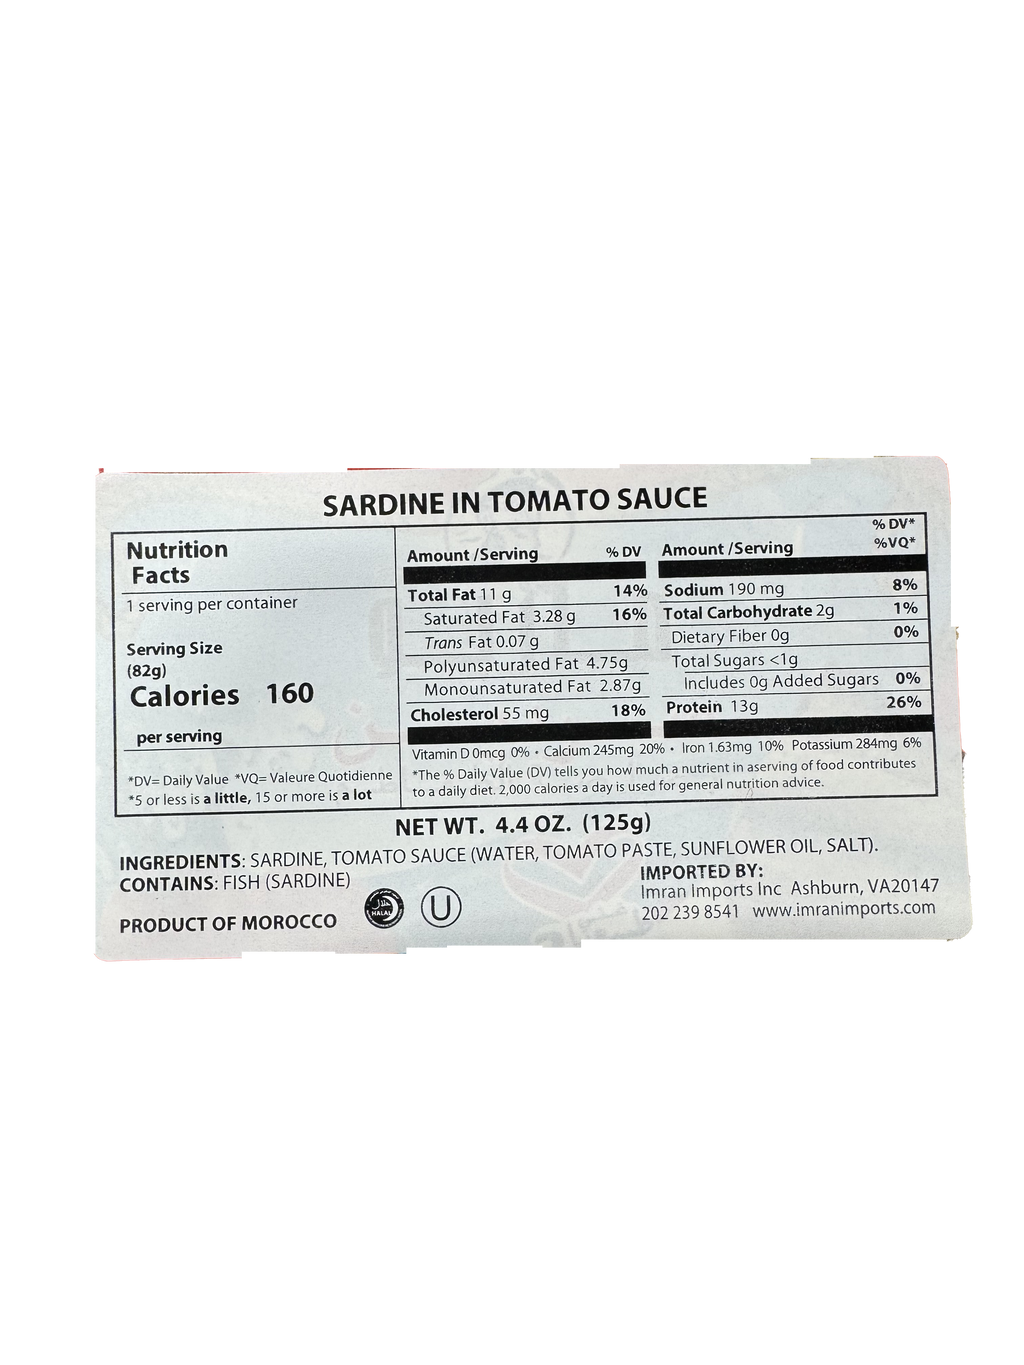 SARDINE IN TOMATO SAUCE
Nutrition
Facts
1 serving per container
Serving Size
(82g)
Calories 160
per serving
*DV= Daily Value *VQ= Valeure Quotidienne
*5 or less is a little, 15 or more is a lot
Amount /Serving % DV
Total Fat 11 g 14%
Saturated Fat 3.28 g 16%
Trans Fat 0.07 g
Polyunsaturated Fat 4.75g
Monounsaturated Fat 2.87g
Cholesterol 55 mg 18%
% DV*
Amount /Serving %VQ*
Sodium 190 mg 8%
Total Carbohydrate 2g 1%
Dietary Fiber 0g 0%
Total Sugars <1g
Includes 0g Added Sugars 0%
Protein 13g 26%
Vitamin D 0mcg 0% • Calcium 245mg 20% • Iron 1.63mg 10% Potassium 284mg 6%
*The % Daily Value (DV) tells you how much a nutrient in aserving of food contributes
to a daily diet. 2,000 calories a day is used for general nutrition advice.
NET WT. 4.4 OZ. (125g)
INGREDIENTS: SARDINE, TOMATO SAUCE (WATER, TOMATO PASTE, SUNFLOWER OIL, SALT).
CONTAINS: FISH (SARDINE)
PRODUCT OF MOROCCO
حلال
HALAL
U
IMPORTED BY:
Imran Imports Inc Ashburn, VA20147
202 239 8541 www.imranimports.com